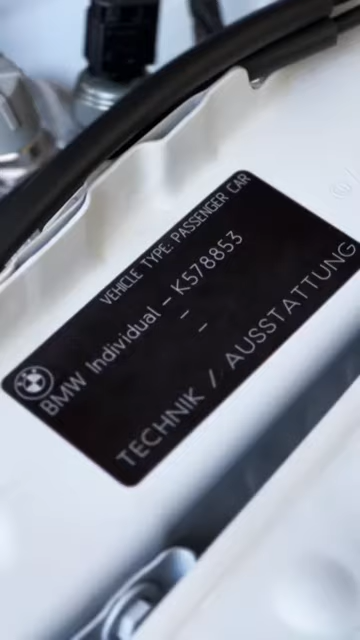 VEHICLE TYPE: PASSENGER CAR
BMW Individual - K578853
-
-
TECHNIK / AUSSTATTUNG